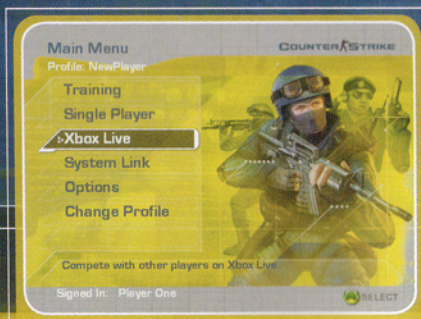 Main Menu
COUNTER STRIKE
Profile: NewPlayer
Training
Single Player
Xbox Live
System Link
Options
Change Profile
Compete with other players on Xbox Live.
Signed In: Player One
A SELECT